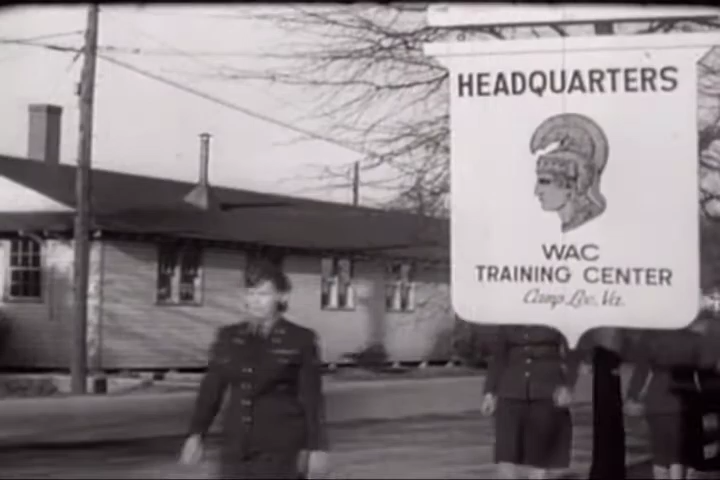 HEADQUARTERS
WAC
TRAINING CENTER
Camp Lee, Va.